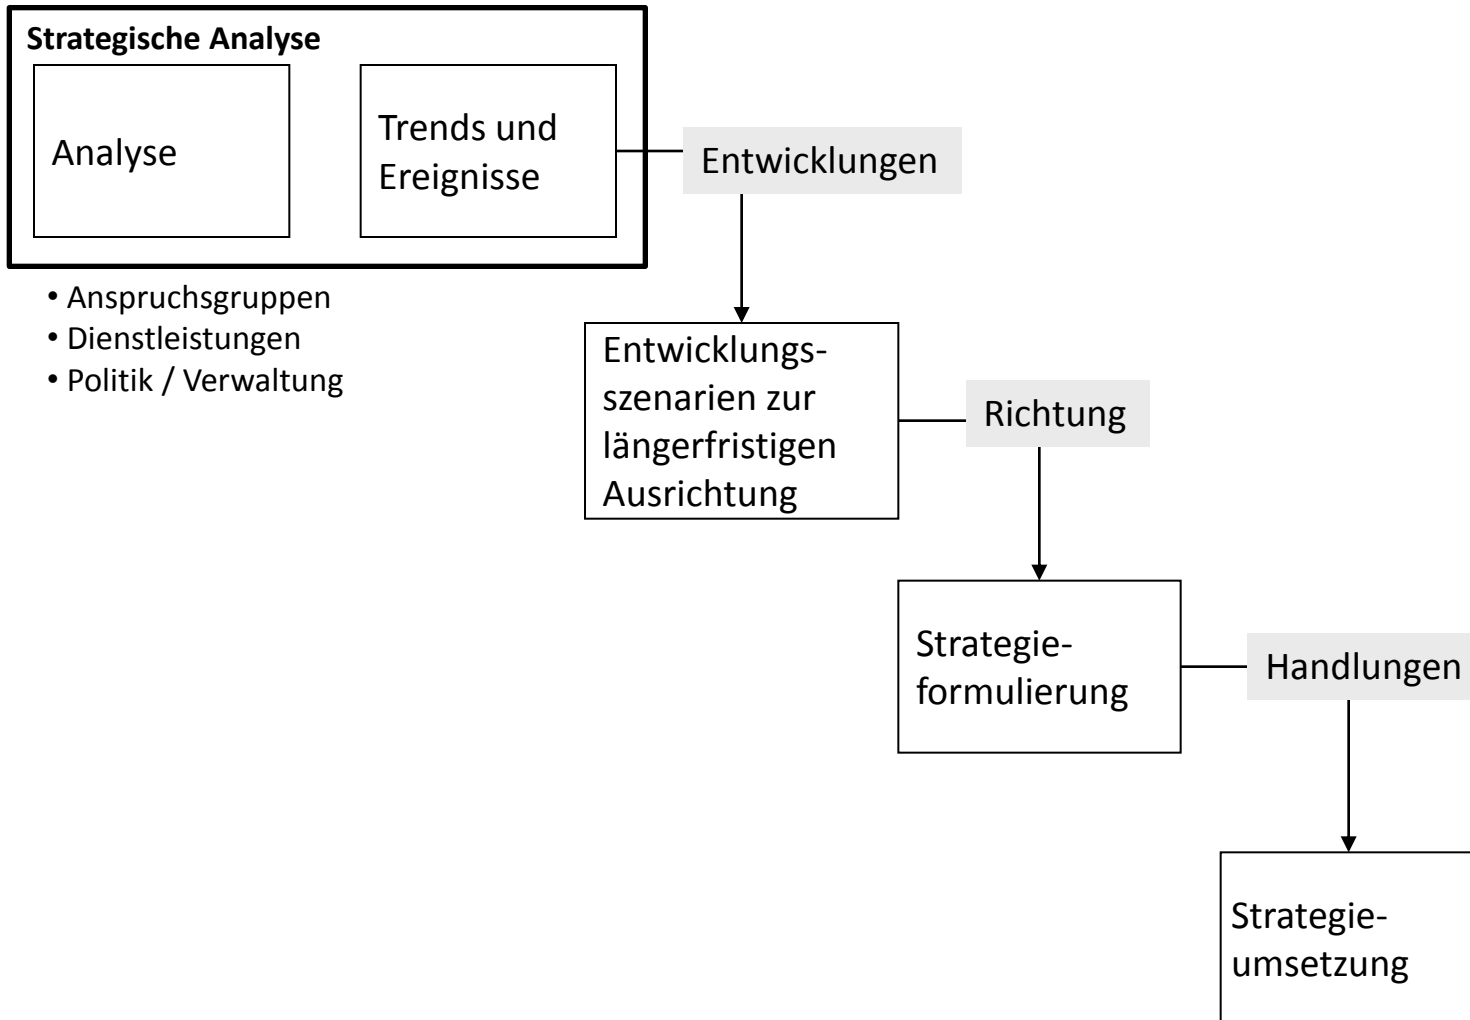 Strategische Analyse
Analyse
Trends und
Ereignisse
Entwicklungen
• Anspruchsgruppen
• Dienstleistungen
• Politik / Verwaltung
Entwicklungs-
szenarien zur
längerfristigen
Ausrichtung
Richtung
Strategie-
formulierung
Handlungen
Strategie-
umsetzung